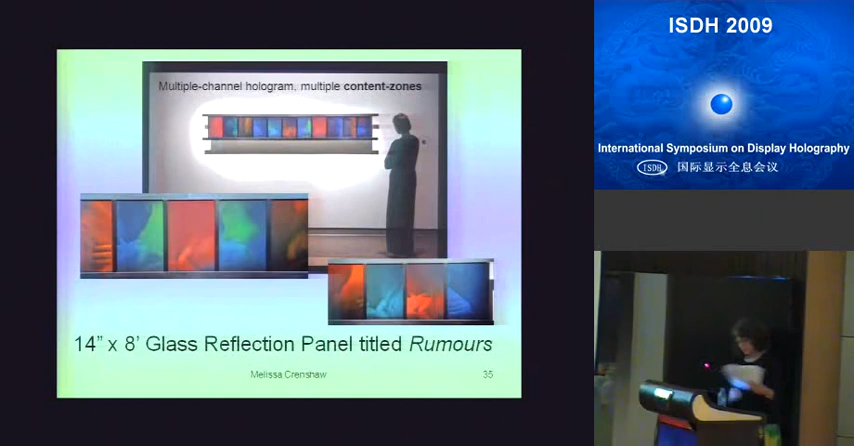 Multiple-channel hologram, multiple content-zones
14” x 8’ Glass Reflection Panel titled Rumours
Melissa Crenshaw
35
ISDH 2009
International Symposium on Display Holography
ISDH
国际显示全息会议